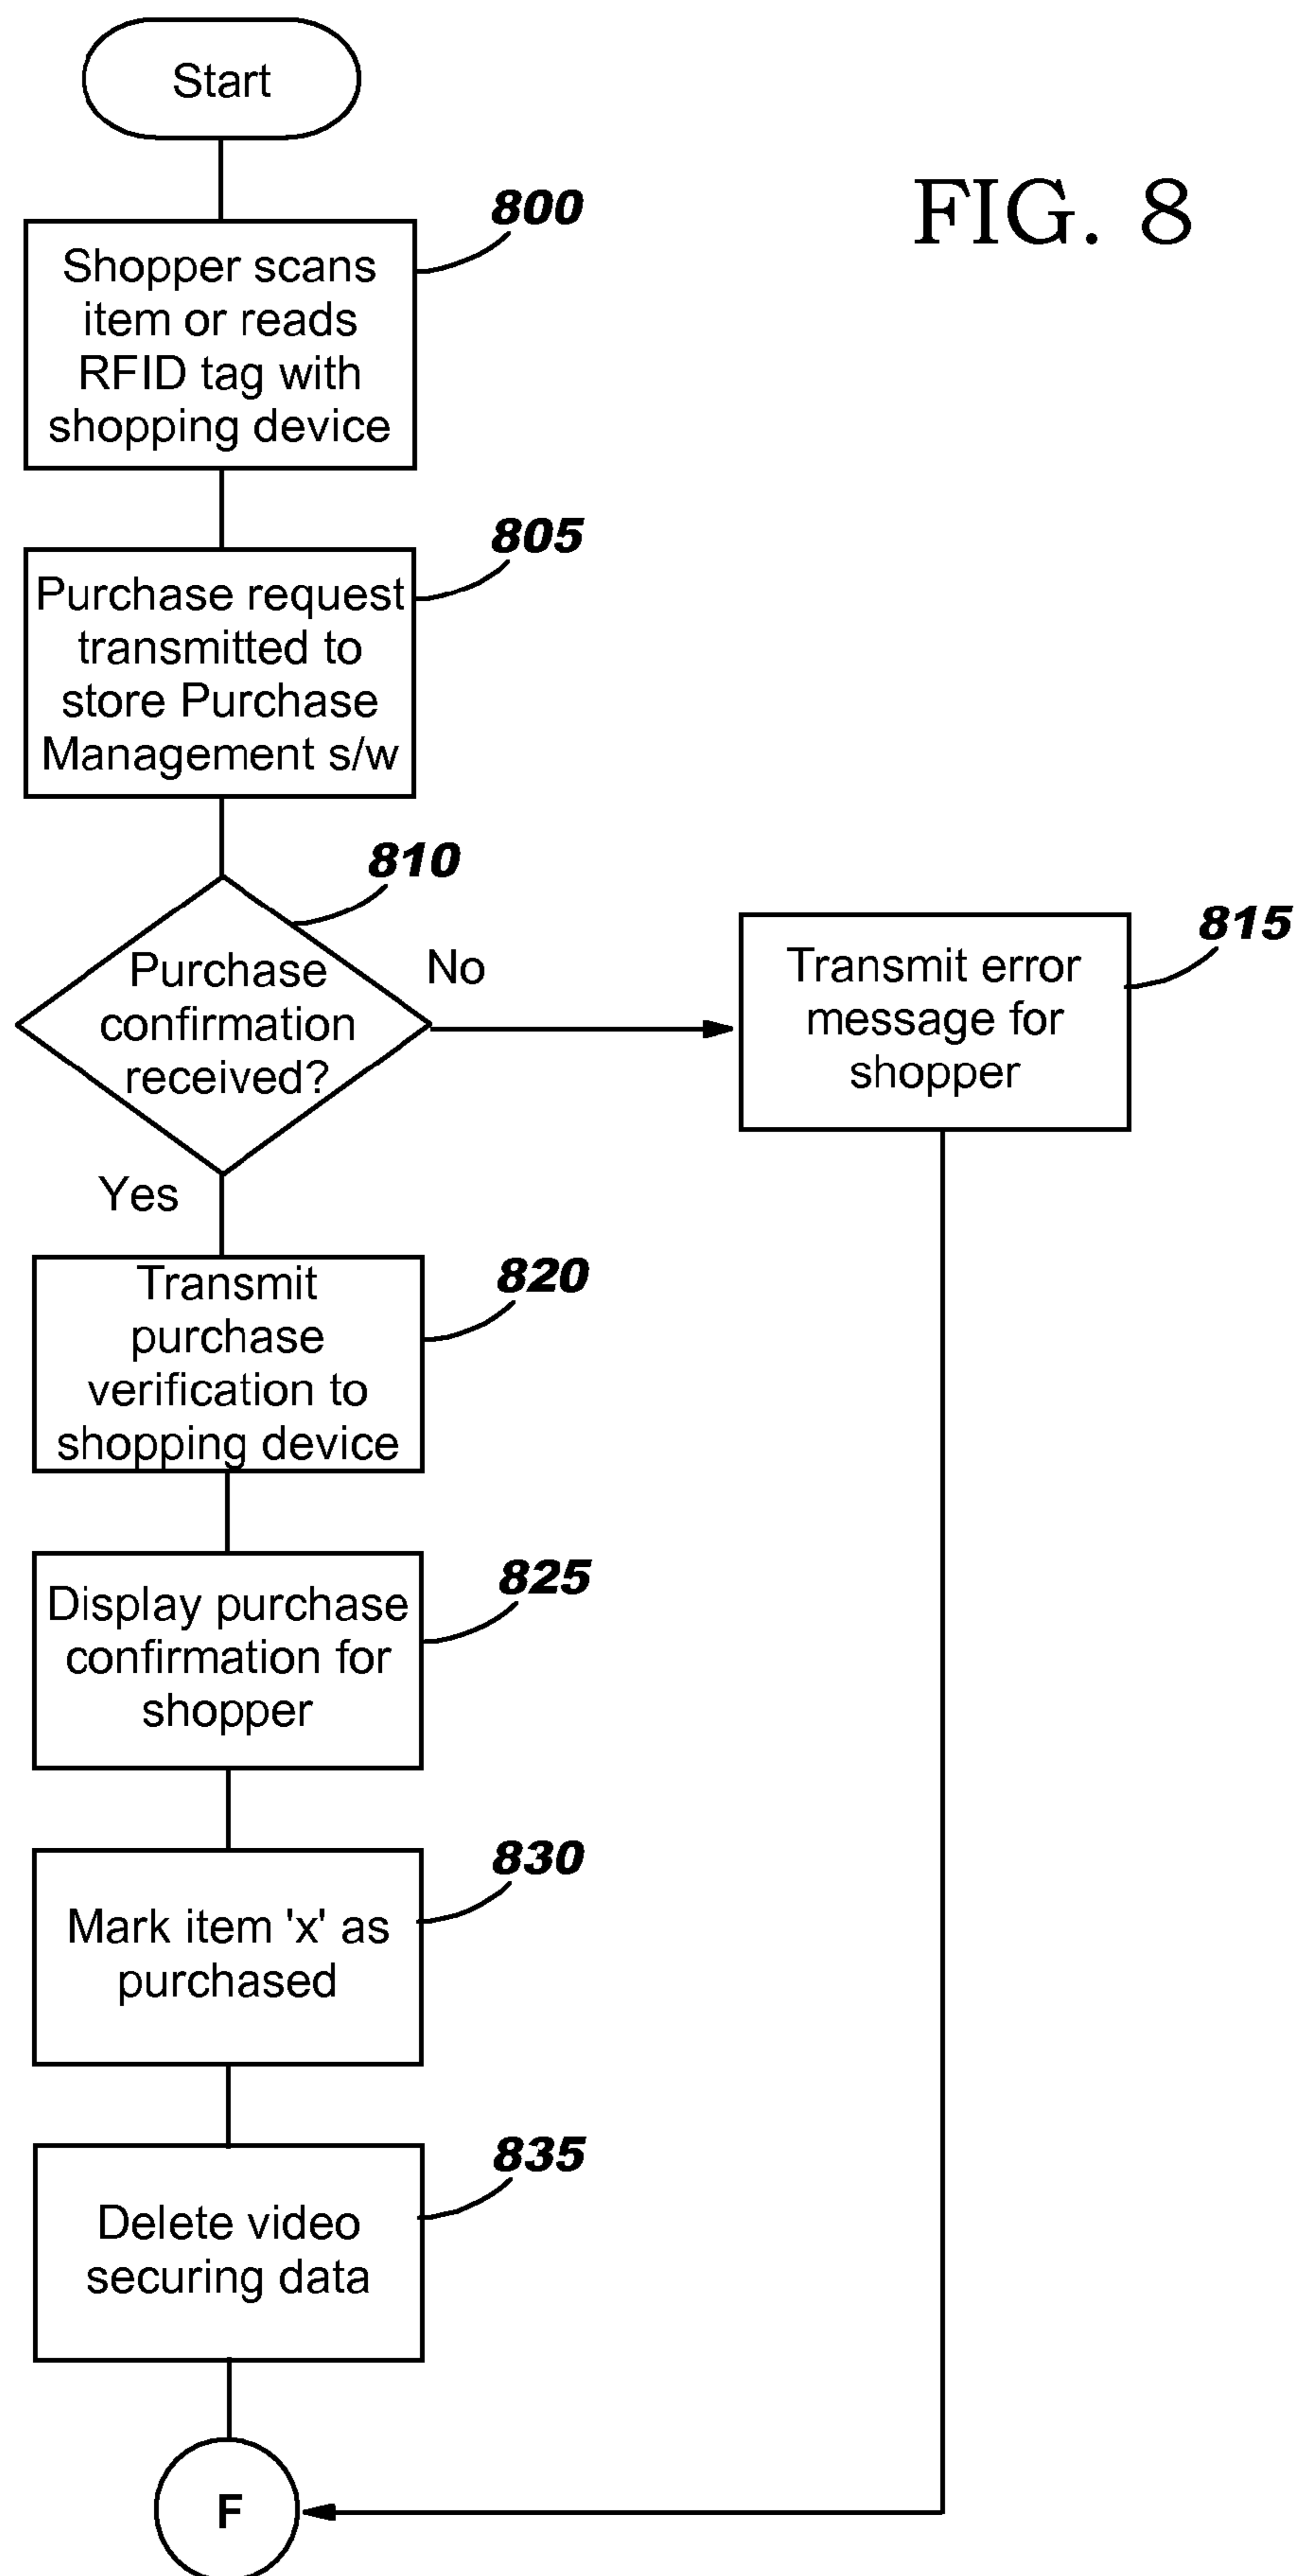 Start
FIG. 8
800
Shopper scans
item or reads
RFID tag with
shopping device
805
Purchase request
transmitted to
store Purchase
Management s/w
810
Purchase
confirmation
received?
No
815
Transmit error
message for
shopper
Yes
820
Transmit
purchase
verification to
shopping device
825
Display purchase
confirmation for
shopper
830
Mark item 'x' as
purchased
835
Delete video
securing data
F